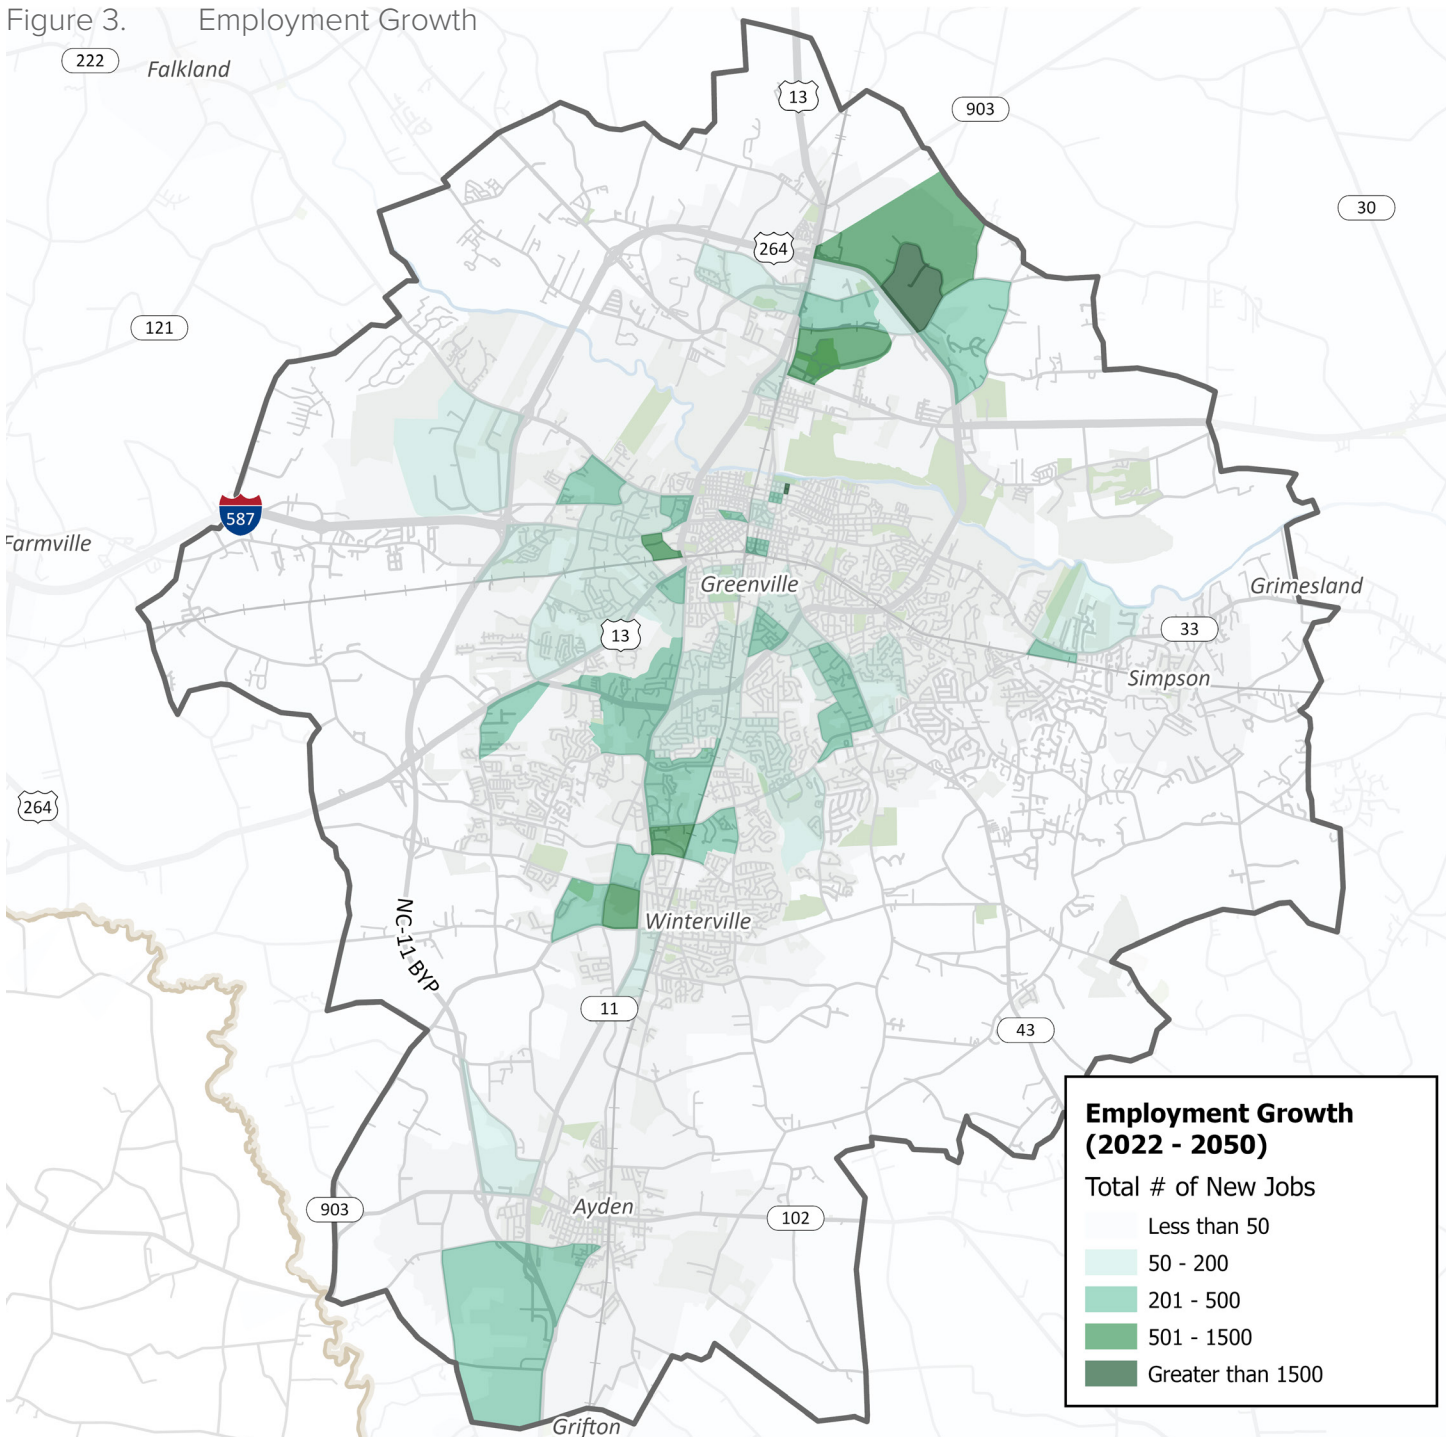 Figure 3. Employment Growth
222
Falkland
13
903
30
264
121
587
Farmville
Greenville
Grimesland
13
33
Simpson
264
NC-11 BYP
Winterville
11
43
903
Ayden
102
Grifton
Employment Growth
(2022 - 2050)
Total # of New Jobs
Less than 50
50 - 200
201 - 500
501 - 1500
Greater than 1500